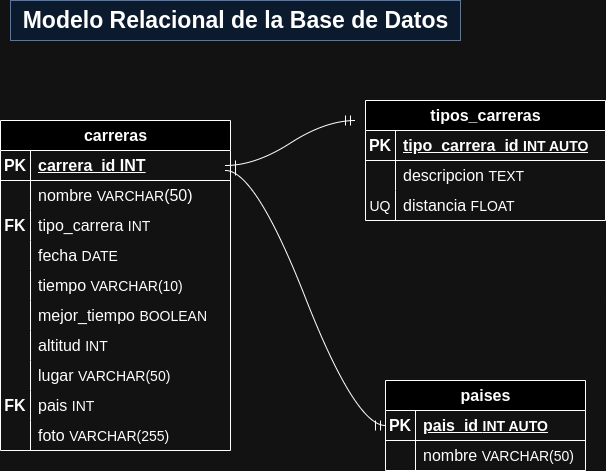 Modelo Relacional de la Base de Datos
carreras
PK carrera_id INT
nombre VARCHAR(50)
FK tipo_carrera INT
fecha DATE
tiempo VARCHAR(10)
mejor_tiempo BOOLEAN
altitud INT
lugar VARCHAR(50)
FK pais INT
foto VARCHAR(255)
tipos_carreras
PK tipo_carrera_id INT AUTO
descripcion TEXT
UQ distancia FLOAT
paises
PK pais_id INT AUTO
nombre VARCHAR(50)